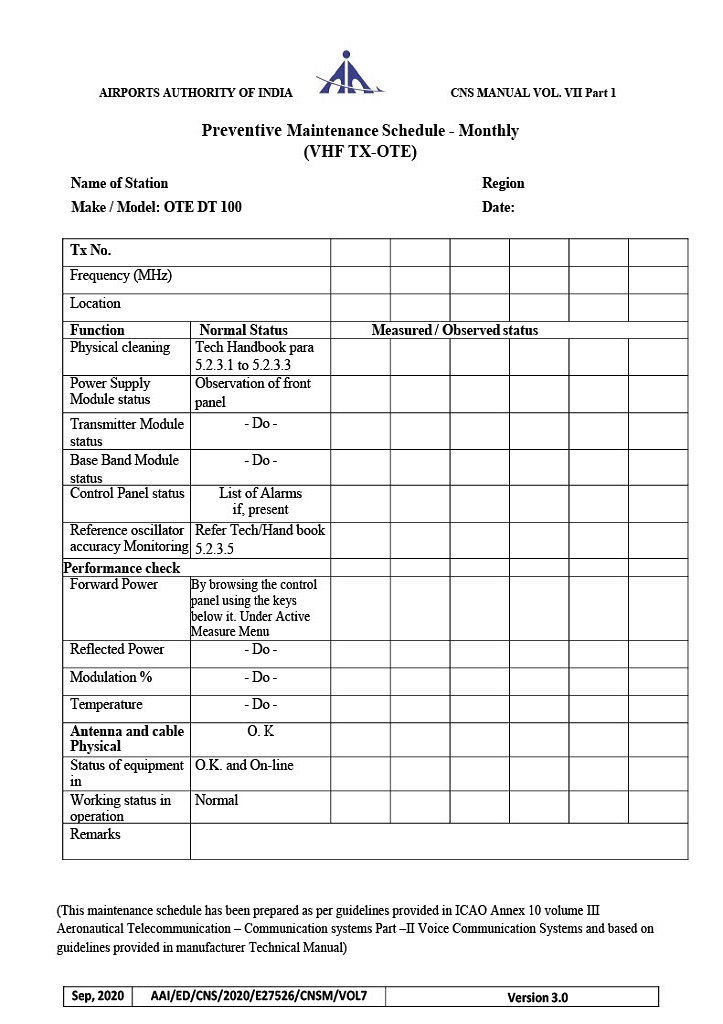 AIRPORTS AUTHORITY OF INDIA
CNS MANUAL VOL. VII Part 1
Preventive Maintenance Schedule - Monthly
(VHF TX-OTE)
Name of Station
Region
Make / Model: OTE DT 100
Date:
Tx No.
Frequency (MHz)
Location
Function
Normal Status
Measured / Observed status
Physical cleaning
Tech Handbook para
5.2.3.1 to 5.2.3.3
Power Supply
Module status
Observation of front
panel
Transmitter Module
status
- Do -
Base Band Module
status
- Do -
Control Panel status
List of Alarms
if, present
Reference oscillator
accuracy Monitoring
Refer Tech/Hand book
5.2.3.5
Performance check
Forward Power
By browsing the control
panel using the keys
below it. Under Active
Measure Menu
Reflected Power
- Do -
Modulation %
- Do -
Temperature
- Do -
Antenna and cable
Physical
O. K
Status of equipment
in
O.K. and On-line
Working status in
operation
Normal
Remarks
(This maintenance schedule has been prepared as per guidelines provided in ICAO Annex 10 volume III
Aeronautical Telecommunication – Communication systems Part –II Voice Communication Systems and based on
guidelines provided in manufacturer Technical Manual)
Sep, 2020
AAI/ED/CNS/2020/E27526/CNSM/VOL7
Version 3.0